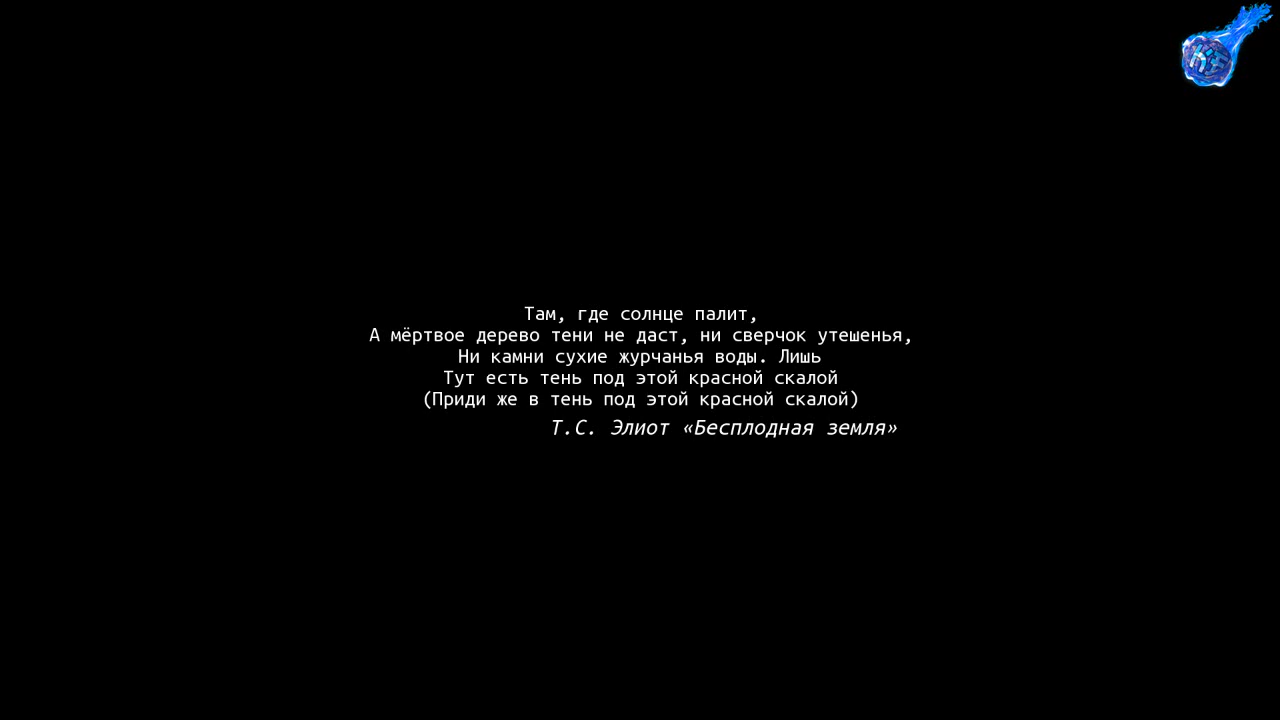 Там, где солнце палит,
А мёртвое дерево тени не даст, ни сверчок утешенья,
Ни камни сухие журчанья воды. Лишь
Тут есть тень под этой красной скалой
(Приди же в тень под этой красной скалой)
Т.С. Элиот «Бесплодная земля»